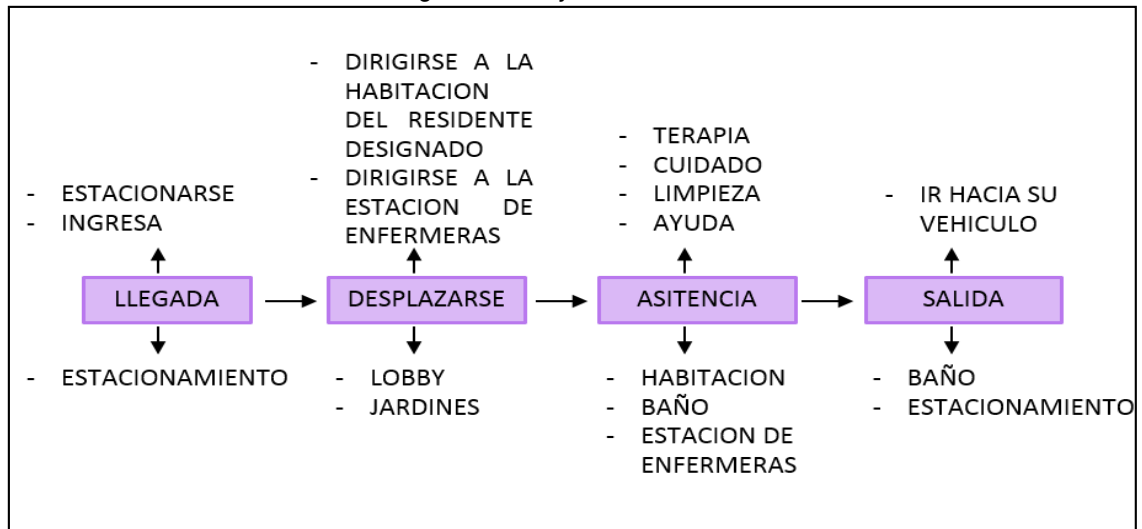 - DIRIGIRSE A LA
HABITACION
DEL RESIDENTE
DESIGNADO
- DIRIGIRSE A LA
ESTACION DE
ENFERMERAS
- TERAPIA
- CUIDADO
- LIMPIEZA
- AYUDA
- ESTACIONARSE
- INGRESA
- IR HACIA SU
VEHICULO
LLEGADA
DESPLAZARSE
ASITENCIA
SALIDA
- ESTACIONAMIENTO
- LOBBY
- JARDINES
- HABITACION
- BAÑO
- ESTACION DE
ENFERMERAS
- BAÑO
- ESTACIONAMIENTO